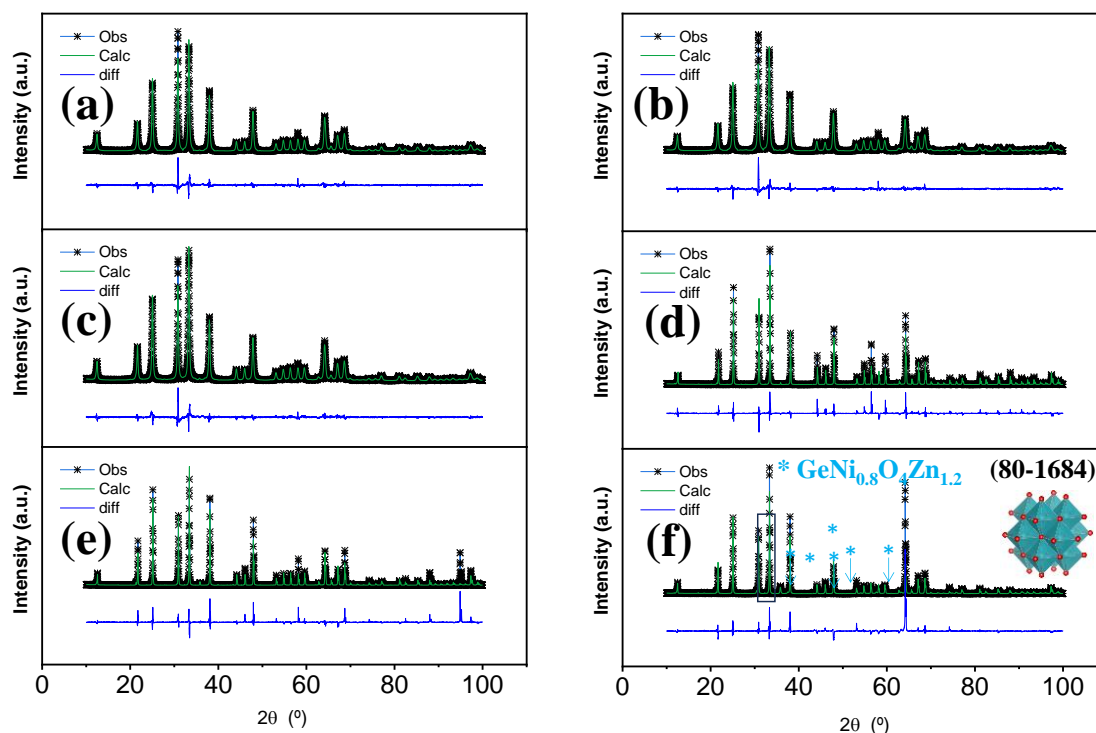 Intensity (a.u.)
Obs
Calc
diff
(a)
Intensity (a.u.)
Obs
Calc
diff
(b)
Intensity (a.u.)
Obs
Calc
diff
(c)
Intensity (a.u.)
Obs
Calc
diff
(d)
Intensity (a.u.)
Obs
Calc
diff
(e)
0 20 40 60 80 100
2θ (º)
Intensity (a.u.)
Obs
Calc
diff
* GeNi0.8O4Zn1.2 (80-1684)
(f)
* * * * * *
0 20 40 60 80 100
2θ (º)